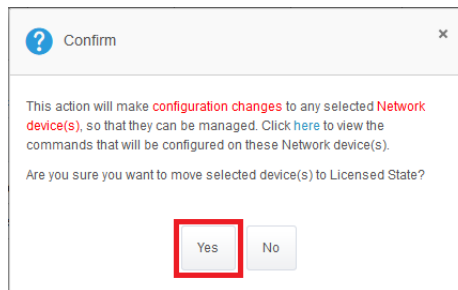 Confirm
This action will make configuration changes to any selected Network
device(s), so that they can be managed. Click here to view the
commands that will be configured on these Network device(s).
Are you sure you want to move selected device(s) to Licensed State?
Yes No